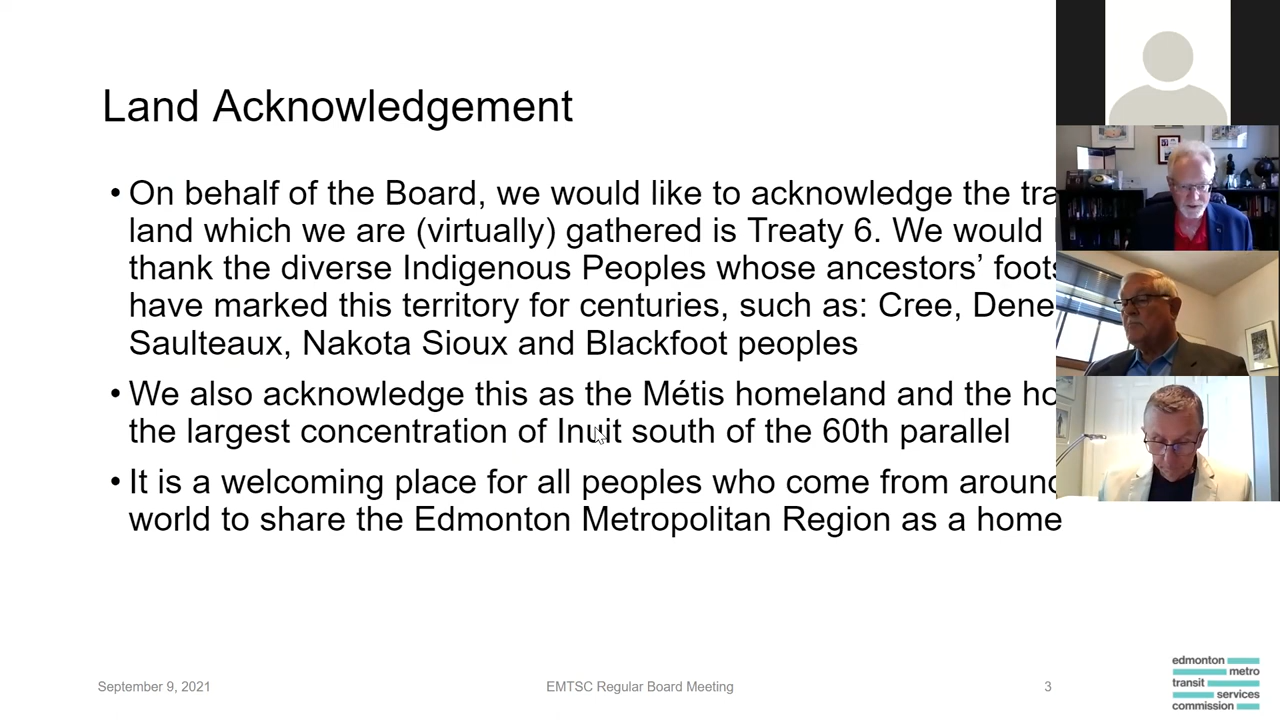 Land Acknowledgement
• On behalf of the Board, we would like to acknowledge the
land which we are (virtually) gathered is Treaty 6. We would
thank the diverse Indigenous Peoples whose ancestors’
have marked this territory for centuries, such as: Cree, Dene
Saulteaux, Nakota Sioux and Blackfoot peoples
• We also acknowledge this as the Métis homeland and the
the largest concentration of Inuit south of the 60th parallel
• It is a welcoming place for all peoples who come from
world to share the Edmonton Metropolitan Region as a home
September 9, 2021
EMTSC Regular Board Meeting
3
edmonton
metro
transit
services
commission